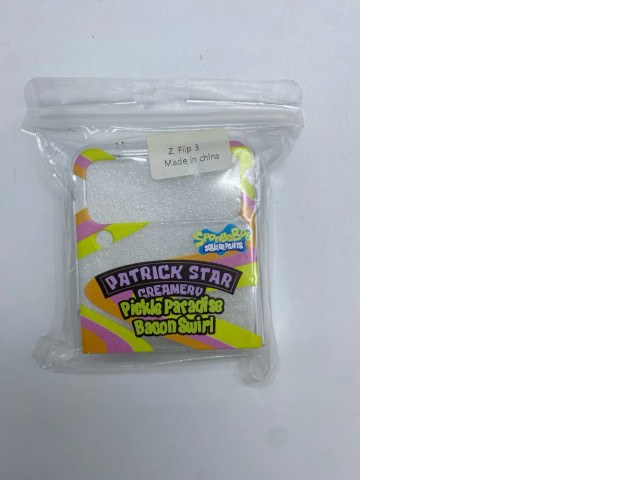 Z. Flip 3
Made in china
SpongeBob
SQUAREPANTS
PATRICK STAR
CREAMERY
Pickle Paradise
Bacon Swirl